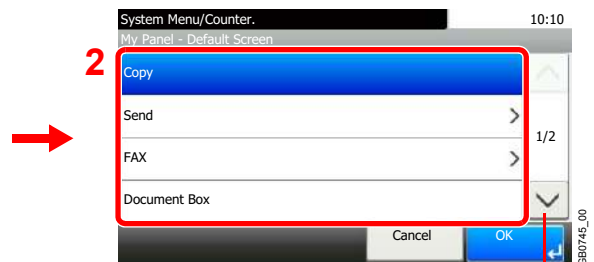 System Menu/Counter. 10:10
My Panel - Default Screen
2
Copy
Send
1/2
FAX
Document Box
Cancel OK
GB0745_00